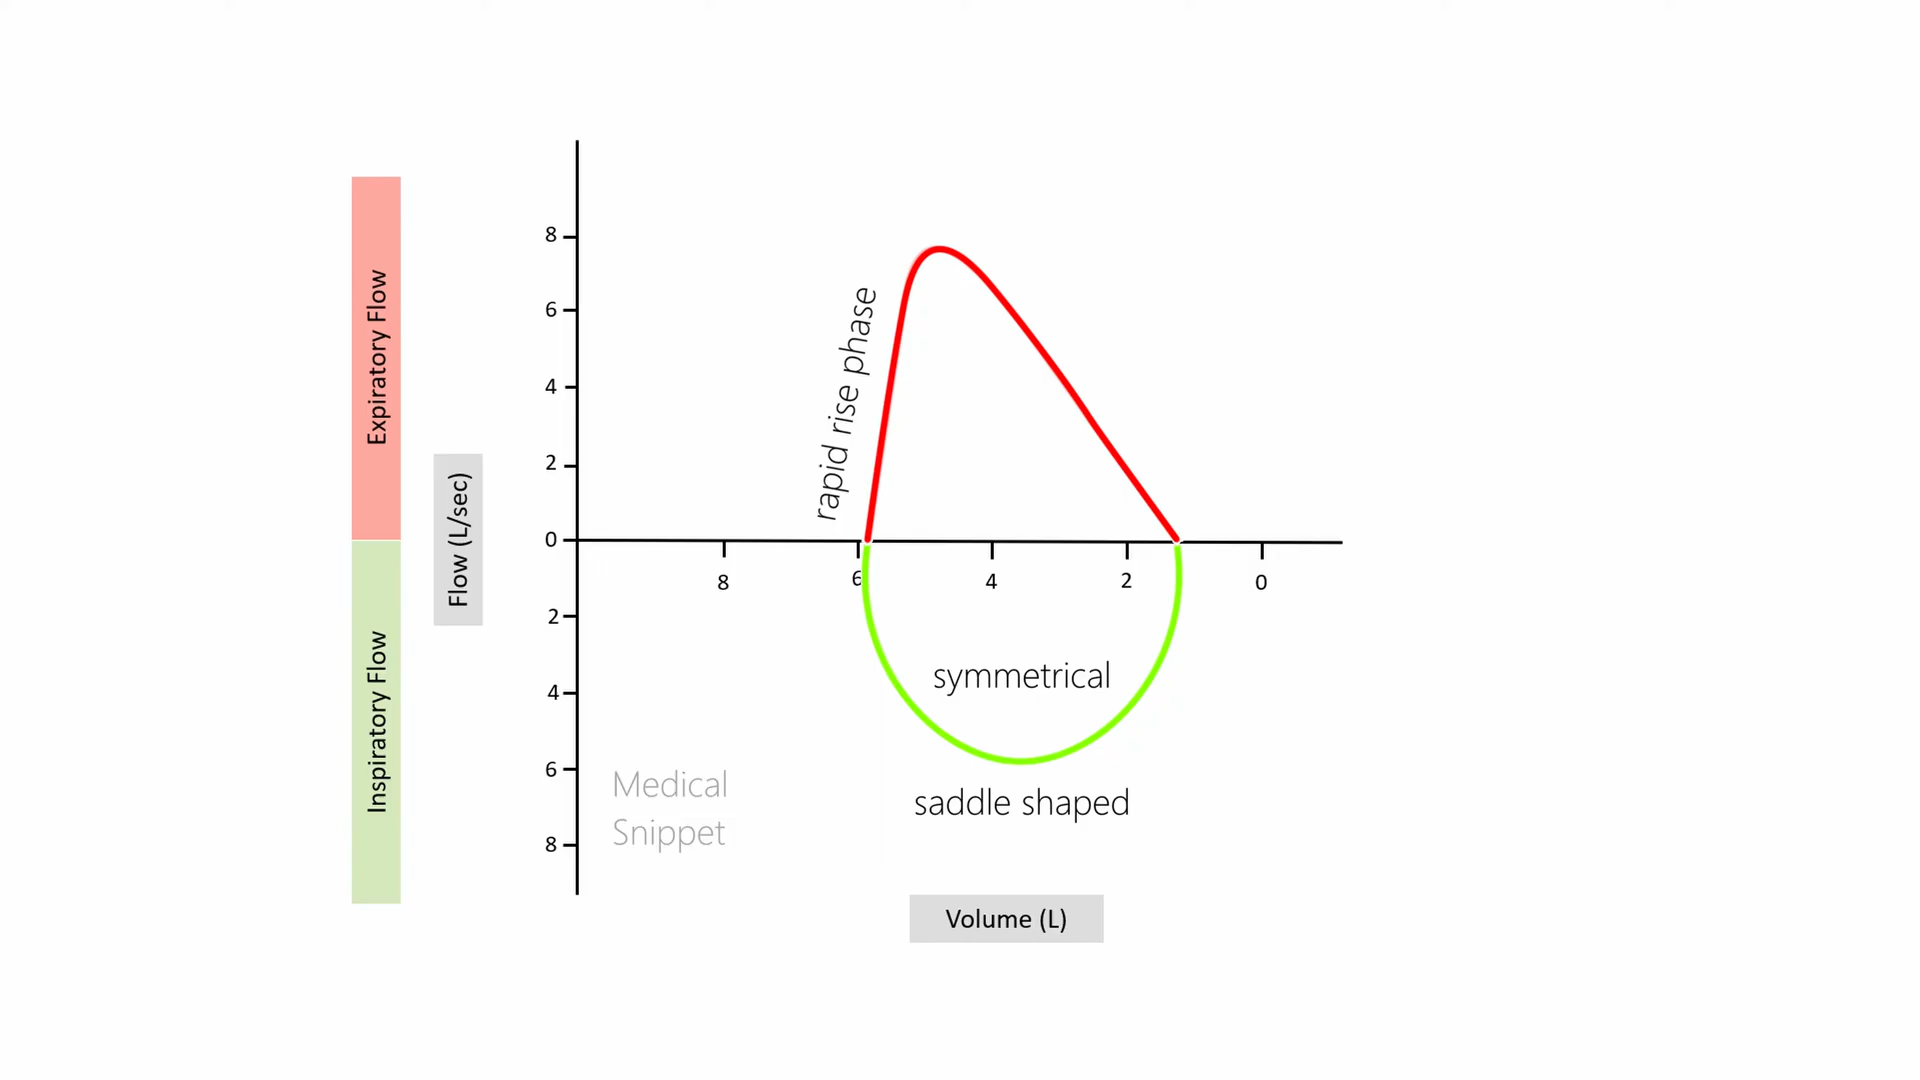 Expiratory Flow
Inspiratory Flow
Flow (L/sec)
8
6
4
2
0
2
4
6
8
rapid rise phase
8
6
4
2
0
symmetrical
saddle shaped
Medical
Snippet
Volume (L)